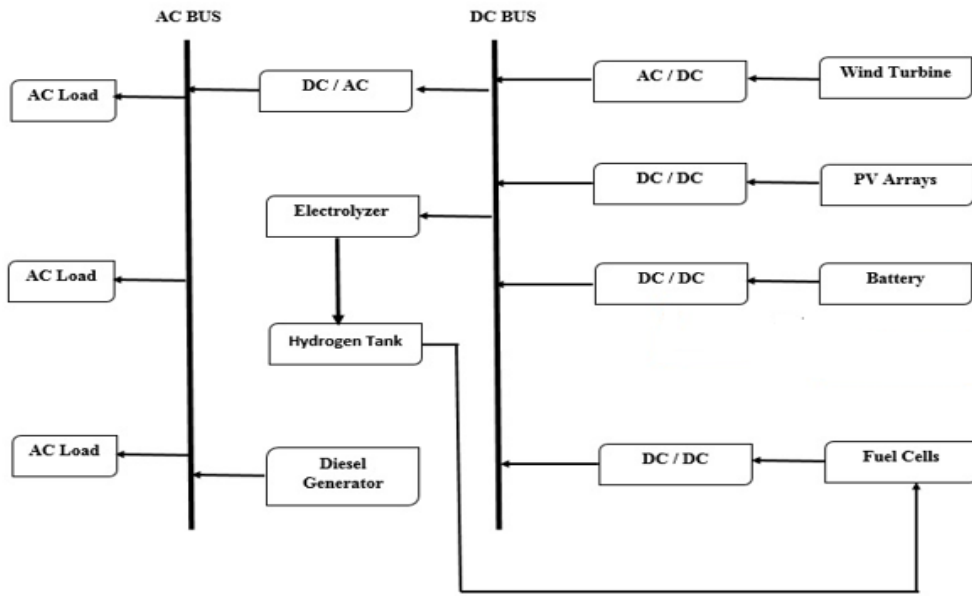 AC BUS
DC BUS
AC Load
DC / AC
AC / DC
Wind Turbine
Electrolyzer
DC / DC
PV Arrays
AC Load
DC / DC
Battery
Hydrogen Tank
AC Load
Diesel
Generator
DC / DC
Fuel Cells